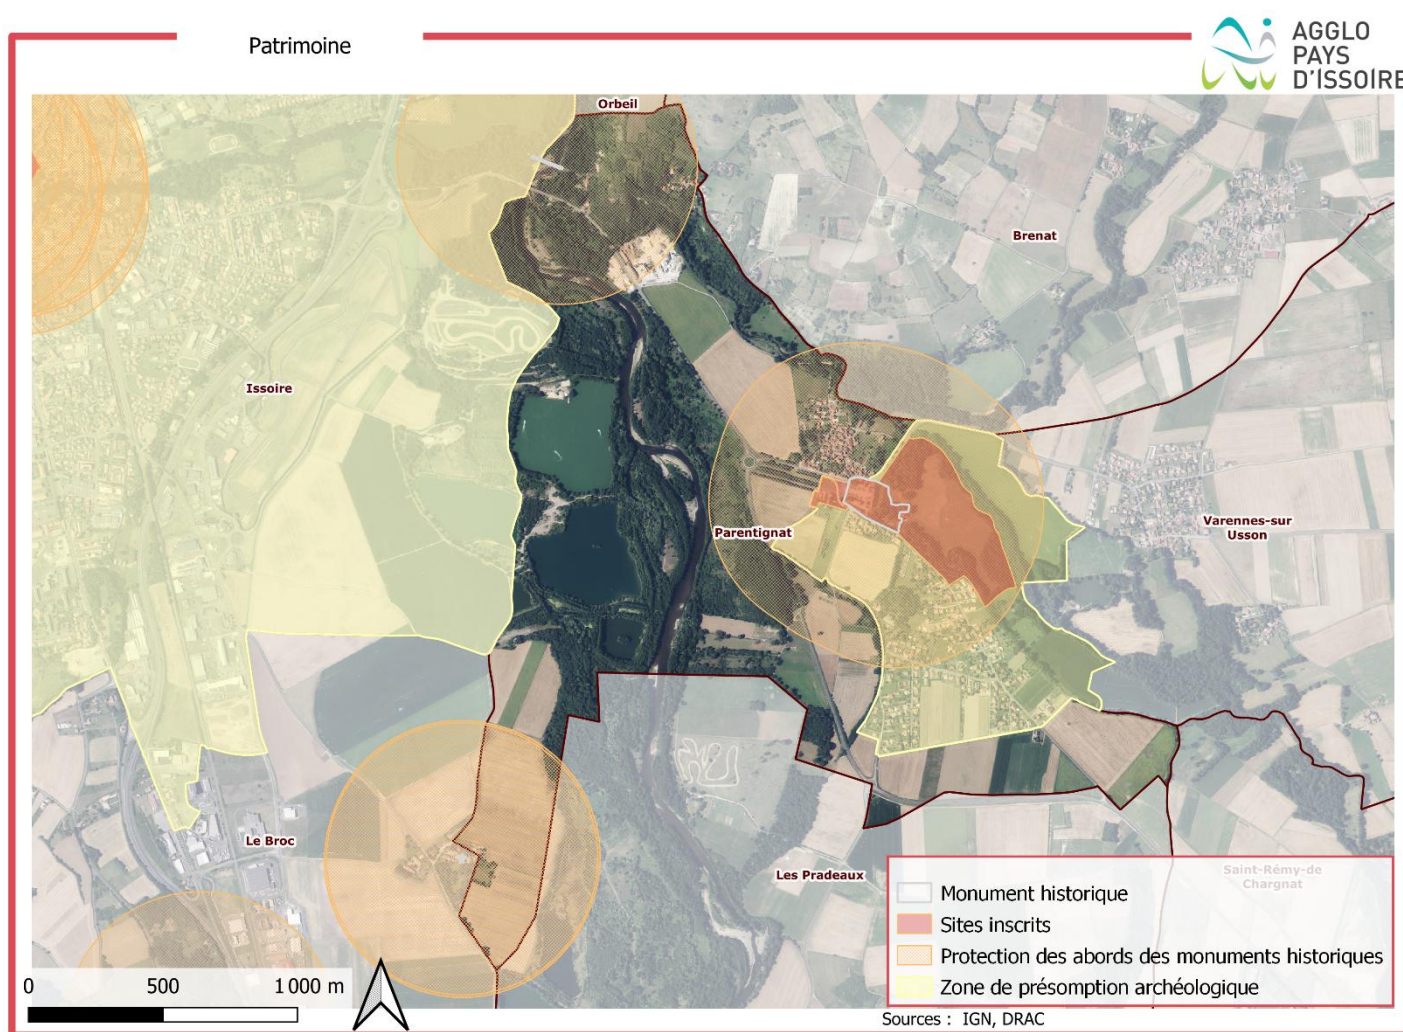 Patrimoine
AGGLO
PAYS
D'ISSOIRE
Orbeil
Brenat
Issoire
Varennes-sur
Usson
Parentignat
Le Broc
Les Pradeaux
Saint-Rémy-de
Chargnat
Monument historique
Sites inscrits
Protection des abords des monuments historiques
Zone de présomption archéologique
0 500 1 000 m
Sources : IGN, DRAC